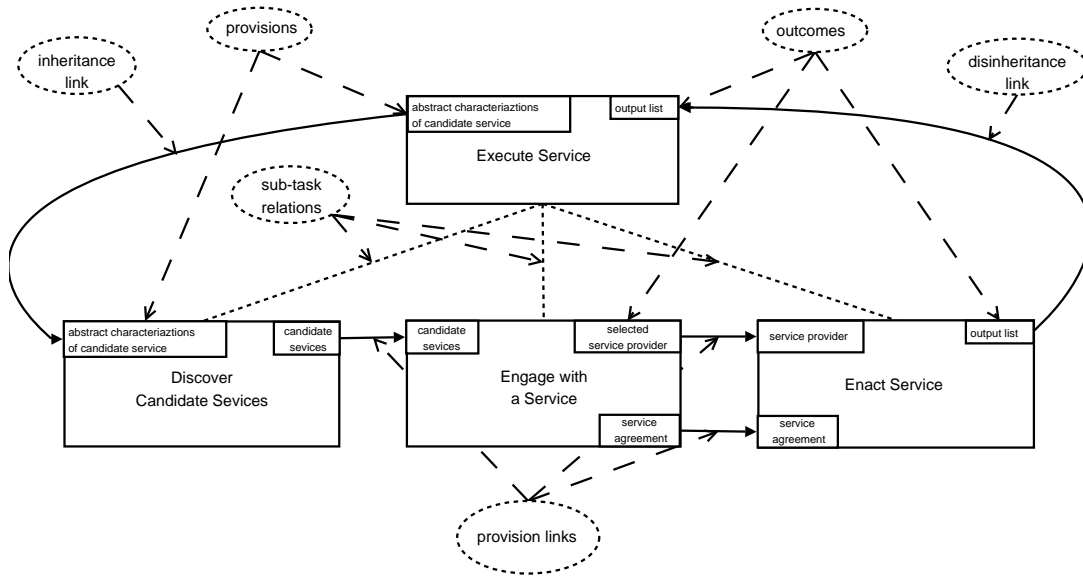 provisions
outcomes
inheritance
link
disinheritance
link
abstract characteriaztions
of candidate service
output list
Execute Service
sub-task
relations
abstract characteriaztions
of candidate service
candidate
sevices
Discover
Candidate Sevices
candidate
sevices
selected
service provider
Engage with
a Service
service
agreement
service provider
output list
Enact Service
service
agreement
provision links